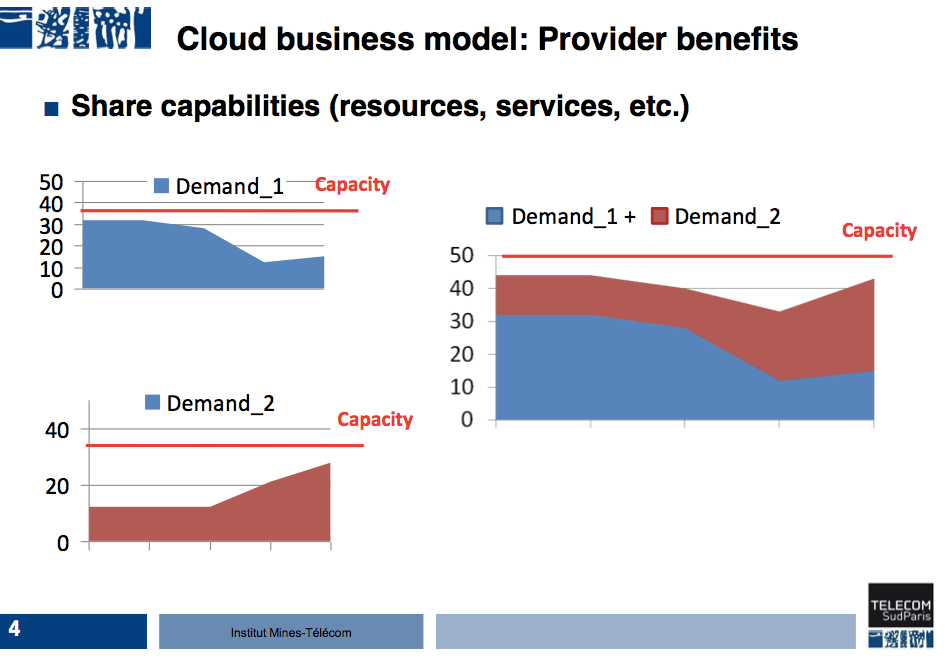 Cloud business model: Provider benefits
Share capabilities (resources, services, etc.)
50
40
30
20
10
0
Demand_1
Capacity
Demand_1 + Demand_2
Capacity
50
40
30
20
10
0
Demand_2
Capacity
40
20
0
4
Institut Mines-Télécom
TELECOM
SudParis